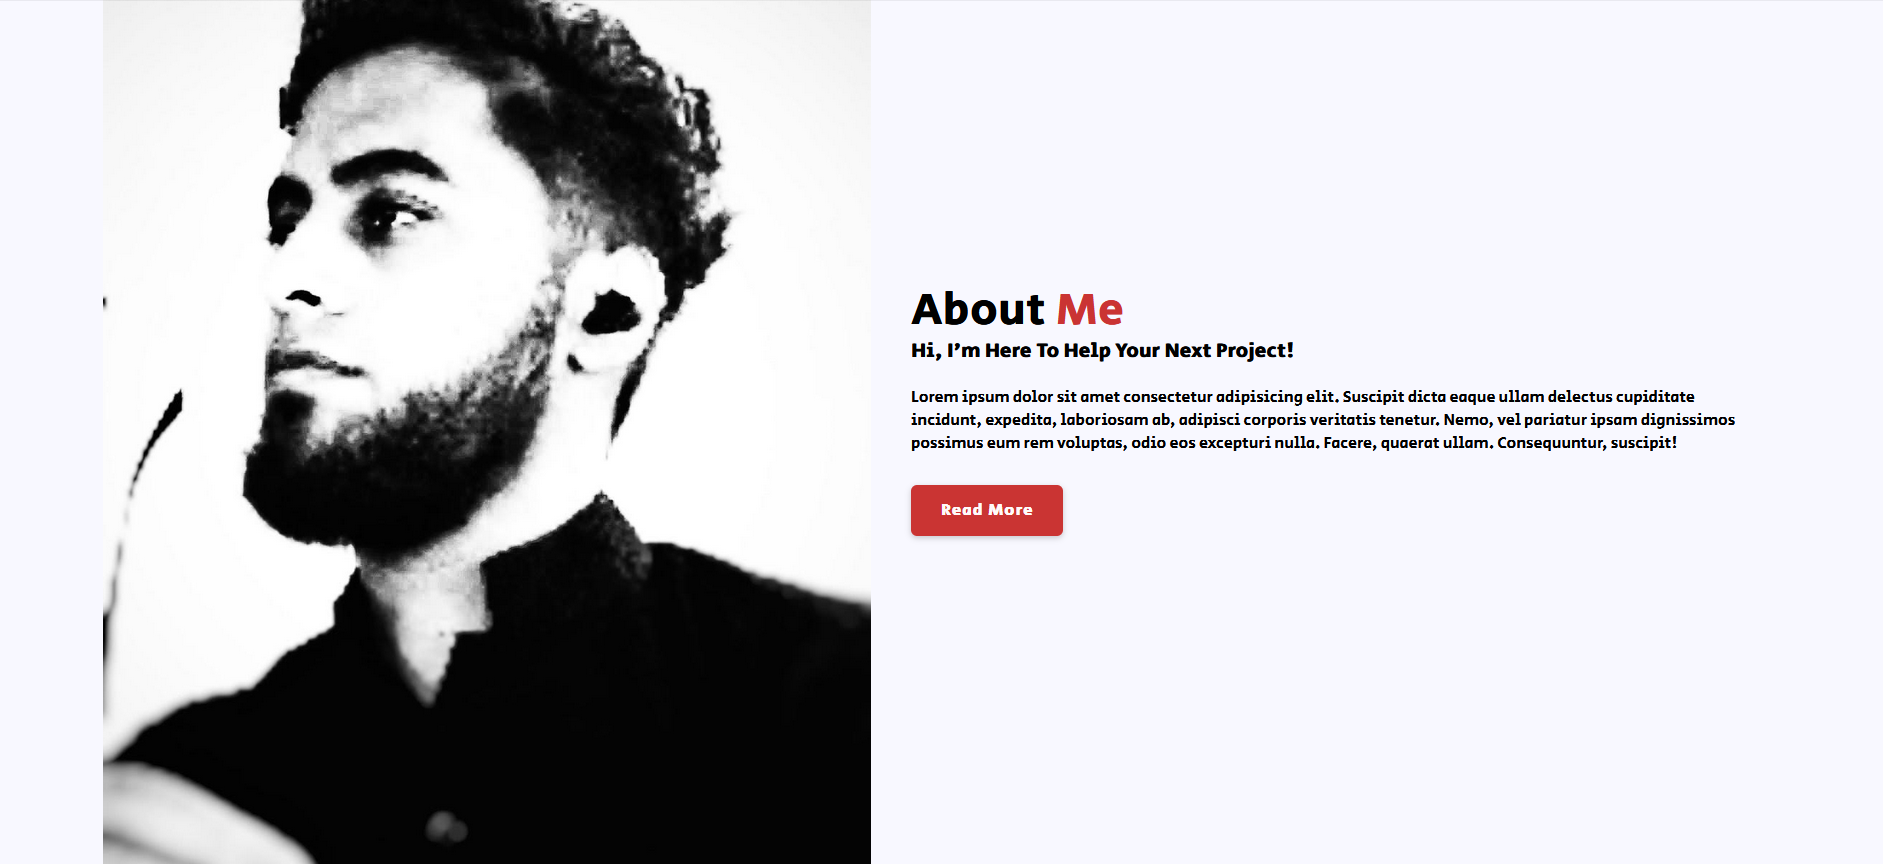 About Me
Hi, I'm Here To Help Your Next Project!
Lorem ipsum dolor sit amet consectetur adipisicing elit. Suscipit dicta eaque ullam delectus cupiditate
incidunt, expedita, laboriosam ab, adipisci corporis veritatis tenetur. Nemo, vel pariatur ipsam dignissimos
possimus eum rem voluptas, odio eos excepturi nulla. Facere, quaerat ullam. Consequuntur, suscipit!
Read More